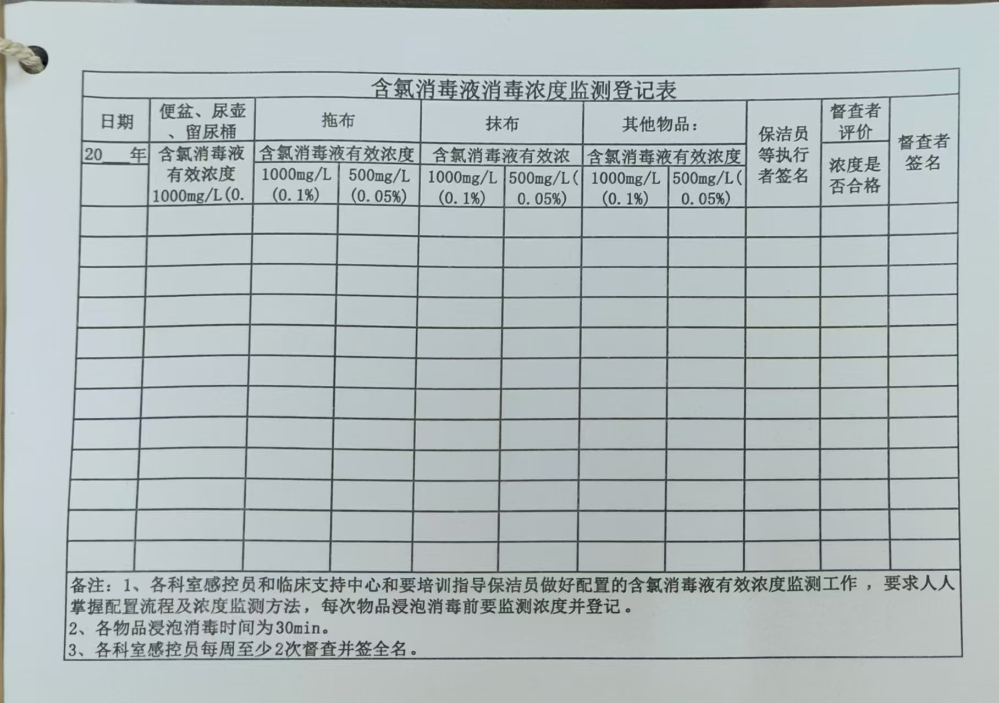 含氯消毒液消毒浓度监测登记表
日期
便盆、尿壶
、留尿桶
拖布
抹布
其他物品：
保洁员
等执行
者签名
督查者
评价
督查者
签名
20___年
含氯消毒液
有效浓度
1000mg/L(0.
含氯消毒液有效浓度
含氯消毒液有效浓
含氯消毒液有效浓度
浓度是
否合格
1000mg/L
(0.1%)
500mg/L
(0.05%)
1000mg/L
(0.1%)
500mg/L(
0.05%)
1000mg/L
(0.1%)
500mg/L(
0.05%)
备注：1、各科室感控员和临床支持中心和要培训指导保洁员做好配置的含氯消毒液有效浓度监测工作，要求人人
掌握配置流程及浓度监测方法，每次物品浸泡消毒前要监测浓度并登记。
2、各物品浸泡消毒时间为30min。
3、各科室感控员每周至少2次督查并签全名。